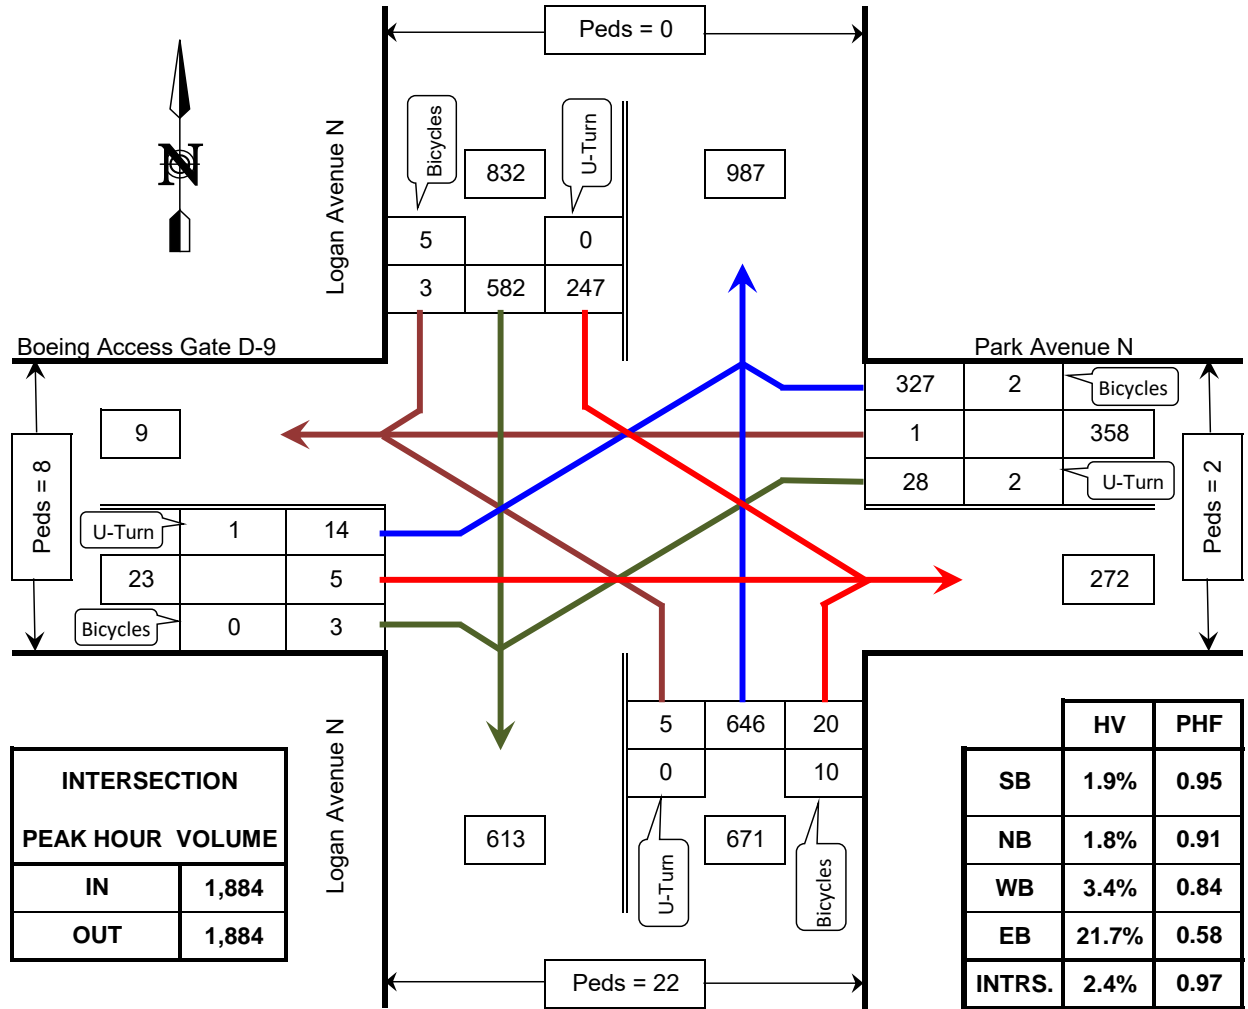 Peds = 0
N
Logan Avenue N
Bicycles
832
U-Turn
987
5
0
3 582 247
Boeing Access Gate D-9
Park Avenue N
327 2 Bicycles
9
1 358
28 2 U-Turn
Peds = 8
Peds = 2
U-Turn 1 14
23 5
272
Bicycles 0 3
5 646 20
0 10
Logan Avenue N
613
671
U-Turn
Bicycles
Peds = 22
INTERSECTION
PEAK HOUR VOLUME
IN 1,884
OUT 1,884
HV PHF
SB 1.9% 0.95
NB 1.8% 0.91
WB 3.4% 0.84
EB 21.7% 0.58
INTRS. 2.4% 0.97